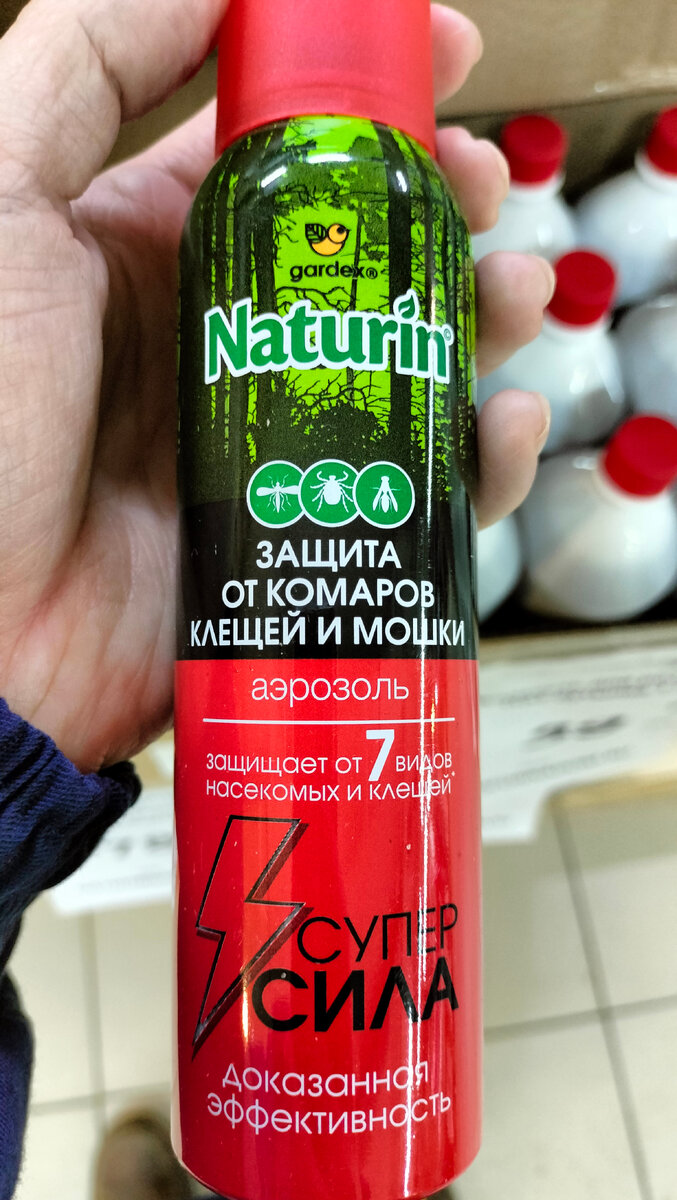 gardex®
Naturin®
ЗАЩИТА
ОТ КОМАРОВ
КЛЕЩЕЙ И МОШКИ
аэрозоль
защищает от 7 видов
насекомых и клещей*
СУПЕР
СИЛА
доказанная
эффективность